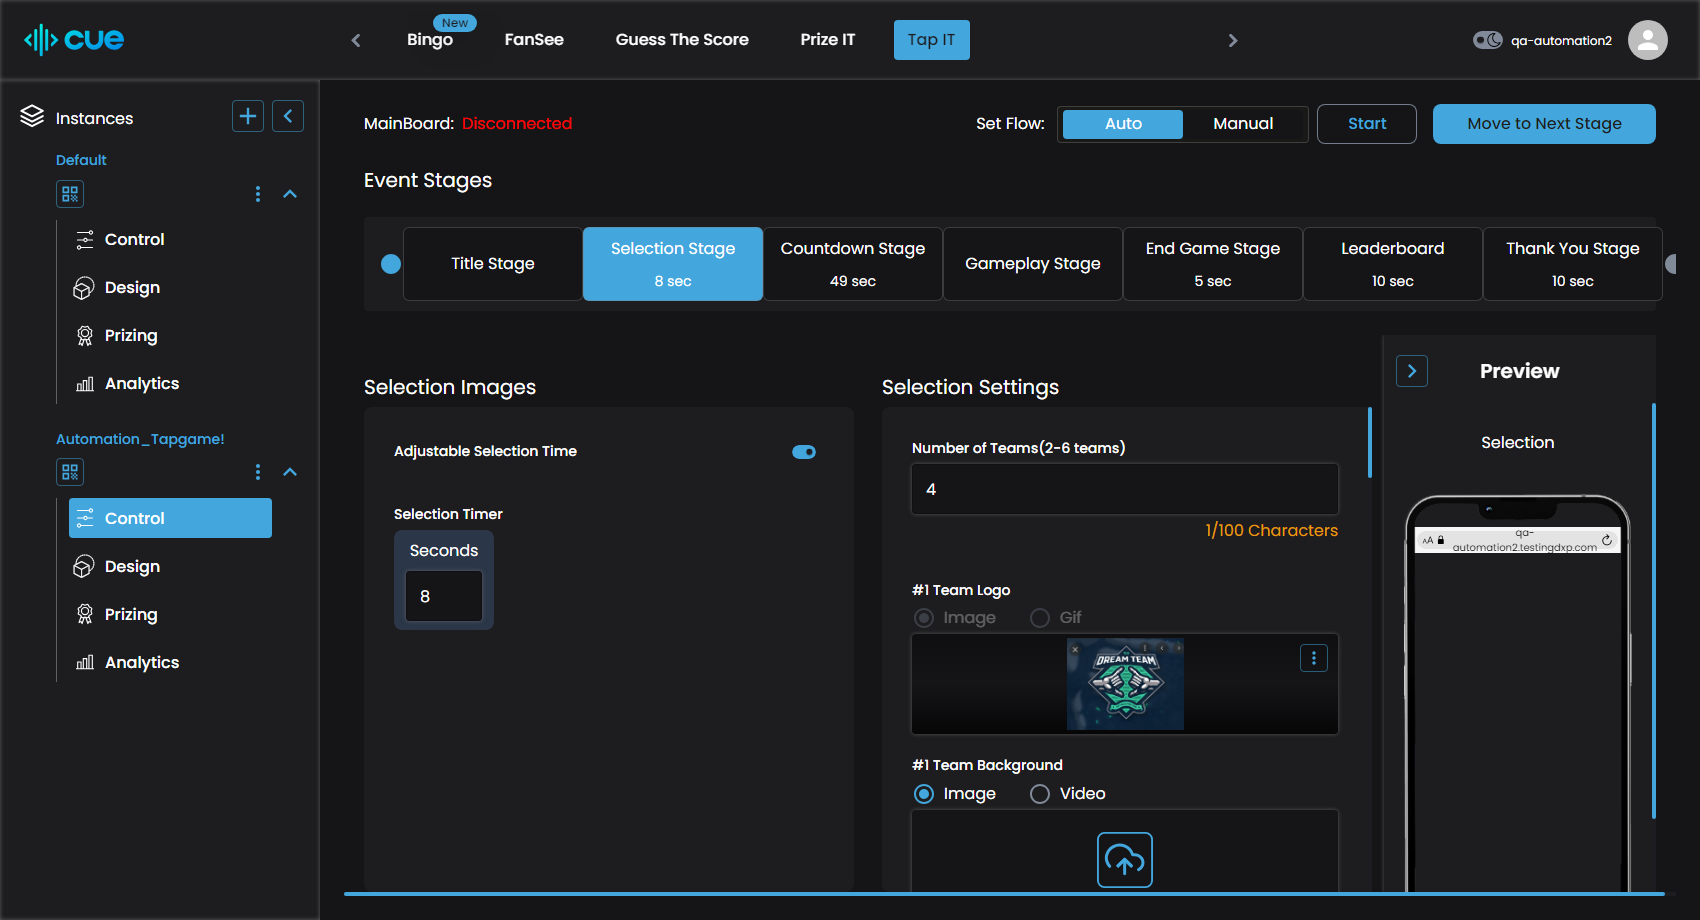 cue
New
Bingo
FanSee
Guess The Score
Prize IT
Tap IT
qa-automation2
Instances
Default
Control
Design
Prizing
Analytics
Automation_Tapgame!
Control
Design
Prizing
Analytics
MainBoard: Disconnected
Set Flow:
Auto
Manual
Start
Move to Next Stage
Event Stages
Title Stage
Selection Stage
8 sec
Countdown Stage
49 sec
Gameplay Stage
End Game Stage
5 sec
Leaderboard
10 sec
Thank You Stage
10 sec
Selection Images
Adjustable Selection Time
Selection Timer
Seconds
8
Selection Settings
Number of Teams(2-6 teams)
4
1/100 Characters
#1 Team Logo
Image
Gif
DREAM TEAM
#1 Team Background
Image
Video
Preview
Selection
AA
qa-
automation2.testingdxp.com